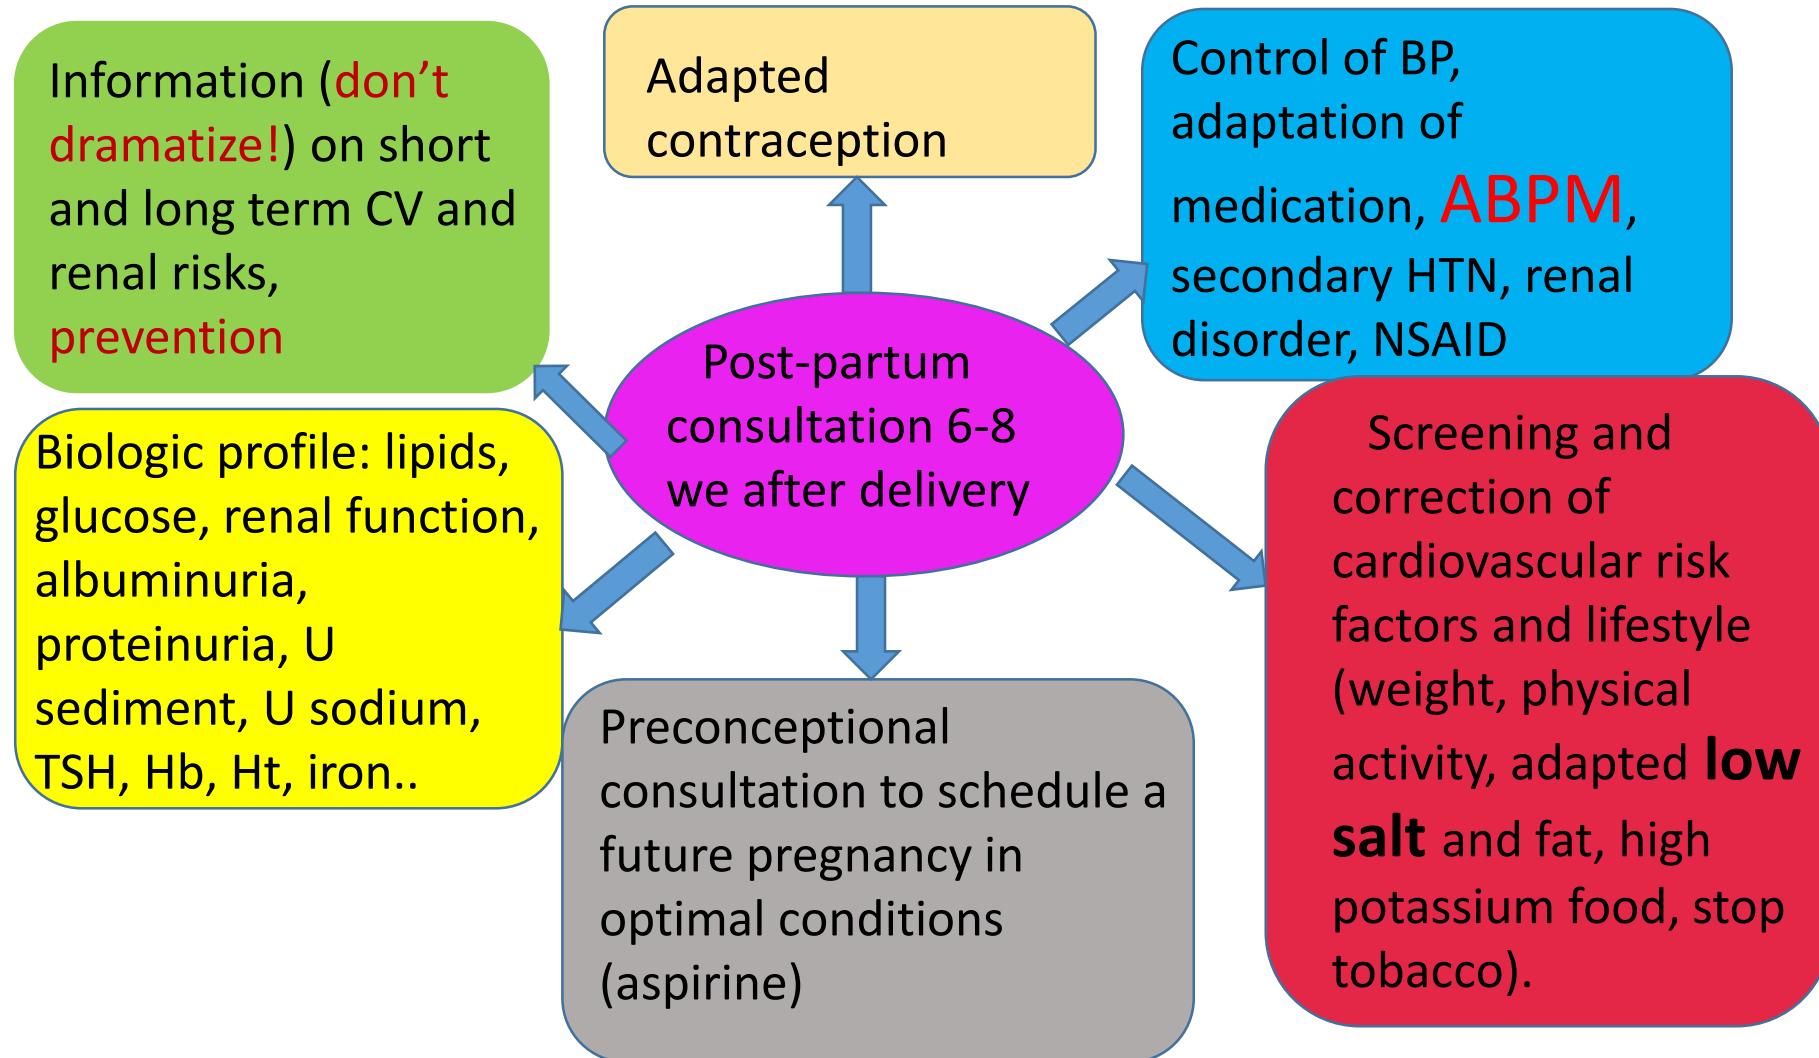 Information (don’t
dramatize!) on short
and long term CV and
renal risks,
prevention
Adapted
contraception
Control of BP,
adaptation of
medication, ABPM,
secondary HTN, renal
disorder, NSAID
Post-partum
consultation 6-8
we after delivery
Biologic profile: lipids,
glucose, renal function,
albuminuria,
proteinuria, U
sediment, U sodium,
TSH, Hb, Ht, iron..
Preconceptional
consultation to schedule a
future pregnancy in
optimal conditions
(aspirine)
Screening and
correction of
cardiovascular risk
factors and lifestyle
(weight, physical
activity, adapted low
salt and fat, high
potassium food, stop
tobacco).